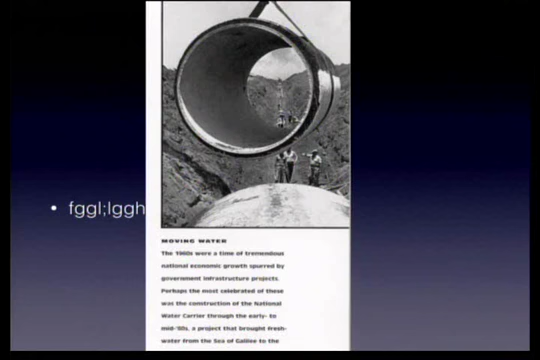 • fggl;lggh
MOVING WATER
The 1960s were a time of tremendous
national economic growth spurred by
government infrastructure projects.
Perhaps the most celebrated of these
was the construction of the National
Water Carrier through the early- to
mid-'60s, a project that brought fresh-
water from the Sea of Galilee to the